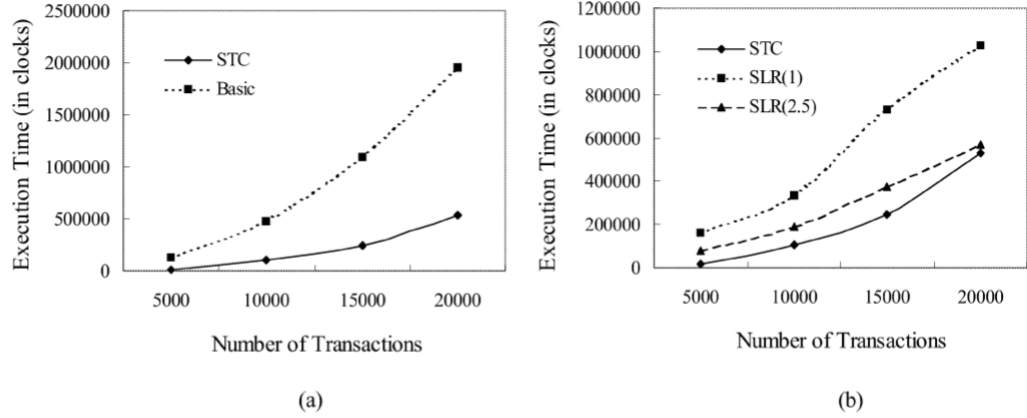 Execution Time (in clocks)
2500000
2000000
1500000
1000000
500000
0
STC
Basic
5000 10000 15000 20000
Number of Transactions
(a)
Execution Time (in clocks)
1200000
1000000
800000
600000
400000
200000
0
STC
SLR(1)
SLR(2.5)
5000 10000 15000 20000
Number of Transactions
(b)